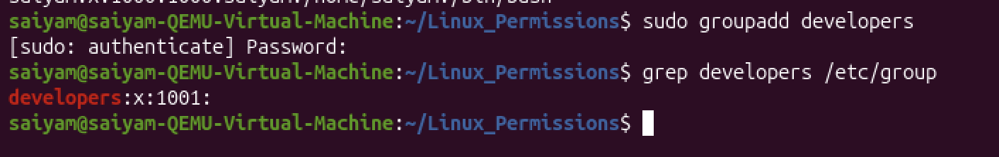 saiyam@saiyam-QEMU-Virtual-Machine:~/Linux_Permissions$ sudo groupadd developers
[sudo: authenticate] Password:
saiyam@saiyam-QEMU-Virtual-Machine:~/Linux_Permissions$ grep developers /etc/group
developers:x:1001:
saiyam@saiyam-QEMU-Virtual-Machine:~/Linux_Permissions$